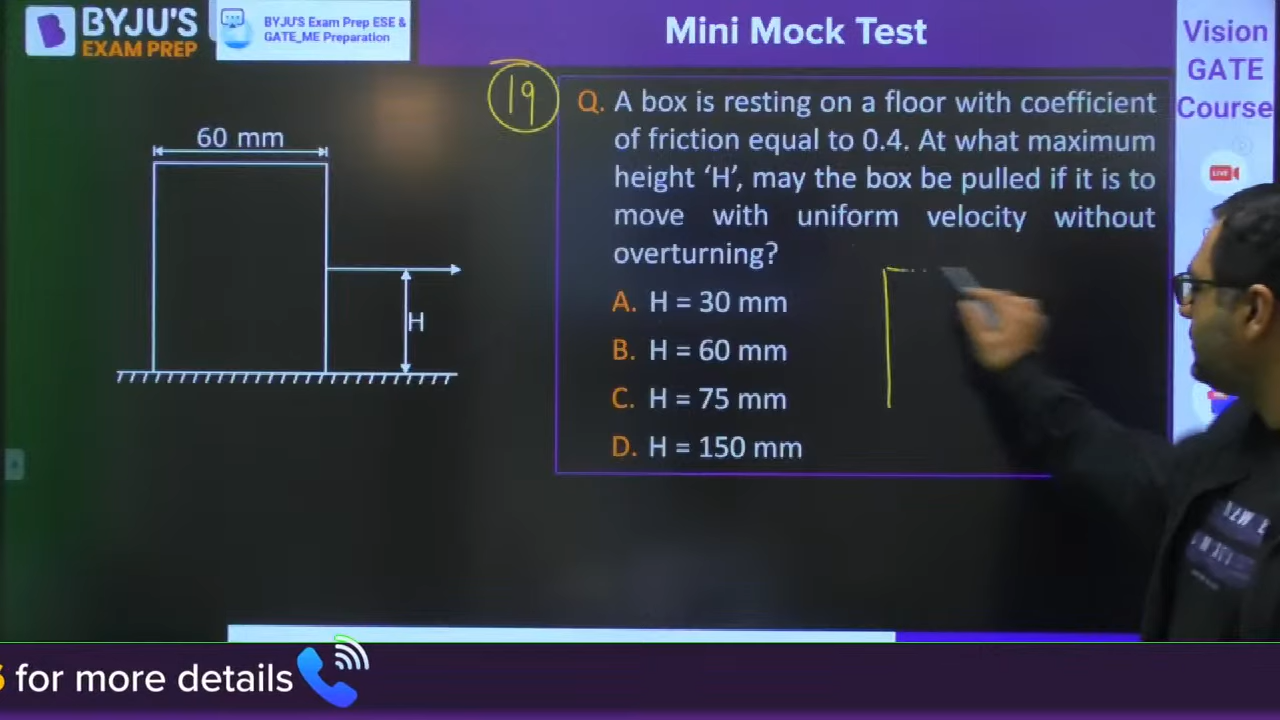 BYJU'S
EXAM PREP
BYJU'S Exam Prep ESE &
GATE_ME Preparation
Mini Mock Test
Vision
GATE
Course
LIVE
19
60 mm
H
Q. A box is resting on a floor with coefficient
of friction equal to 0.4. At what maximum
height ‘H’, may the box be pulled if it is to
move with uniform velocity without
overturning?
A. H = 30 mm
B. H = 60 mm
C. H = 75 mm
D. H = 150 mm
for more details